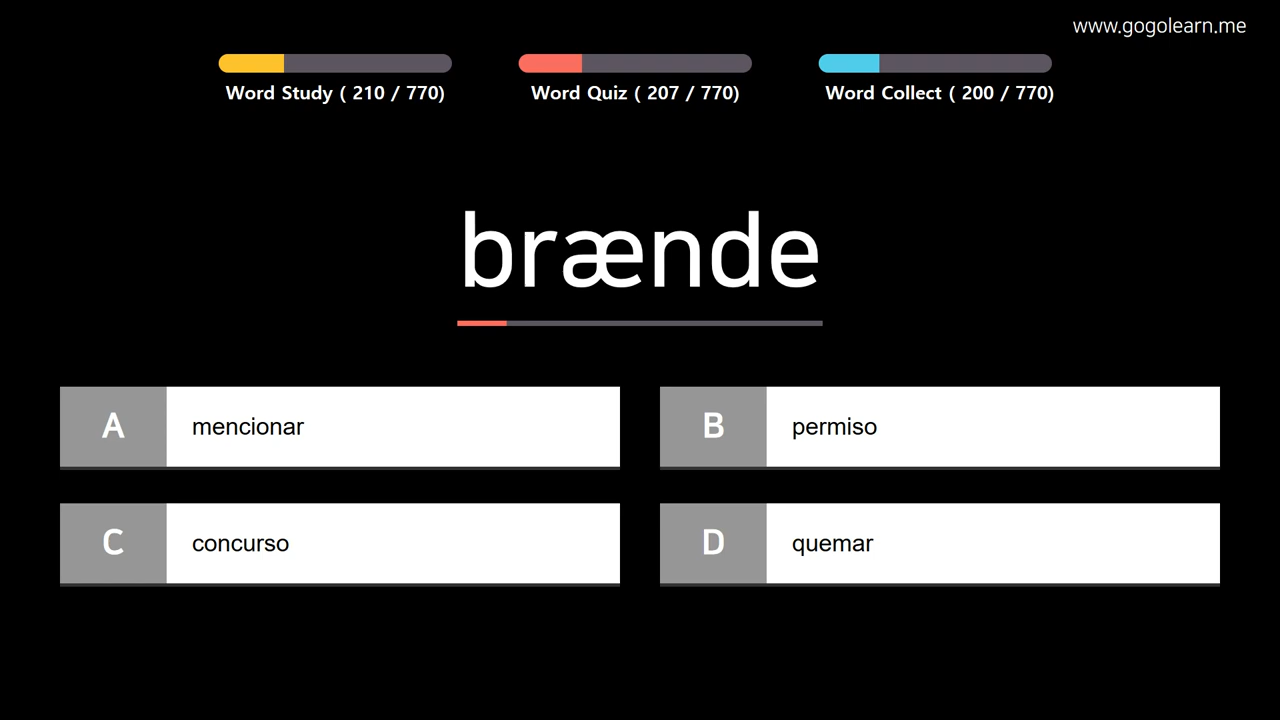 www.gogolearn.me
Word Study ( 210 / 770)
Word Quiz ( 207 / 770)
Word Collect ( 200 / 770)
brænde
A mencionar
B permiso
C concurso
D quemar